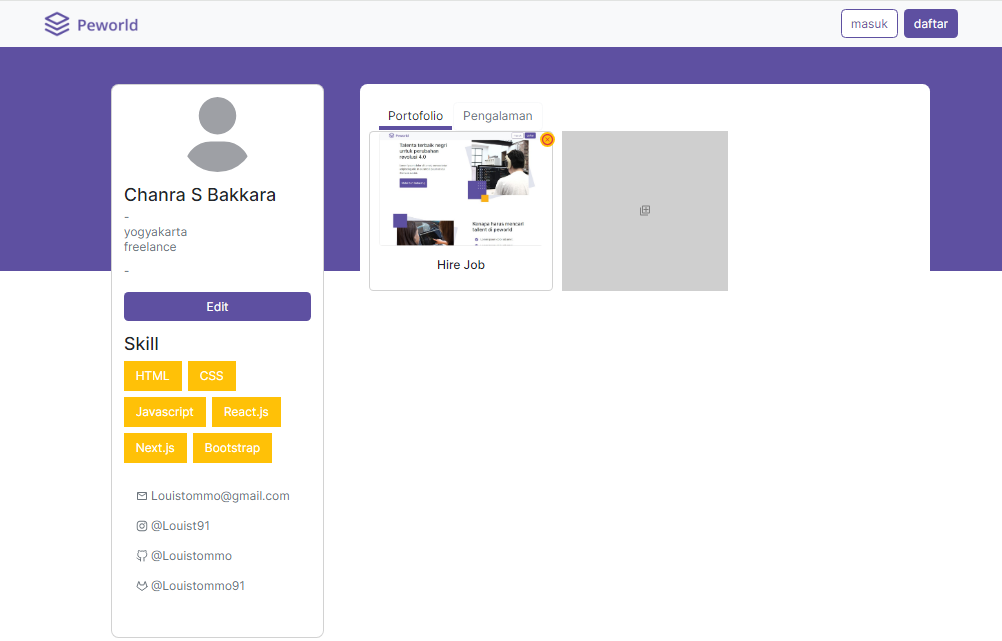 Peworld
masuk
daftar
Chanra S Bakkara
-
yogyakarta
freelance
-
Edit
Skill
HTML
CSS
Javascript
React.js
Next.js
Bootstrap
Louistommo@gmail.com
@Louist91
@Louistommo
@Louistommo91
Portofolio
Pengalaman
Peworld
Talenta terbaik negri
untuk perubahan
revolusi 4.0
Kenapa harus mencari
talent di peworld
Hire Job